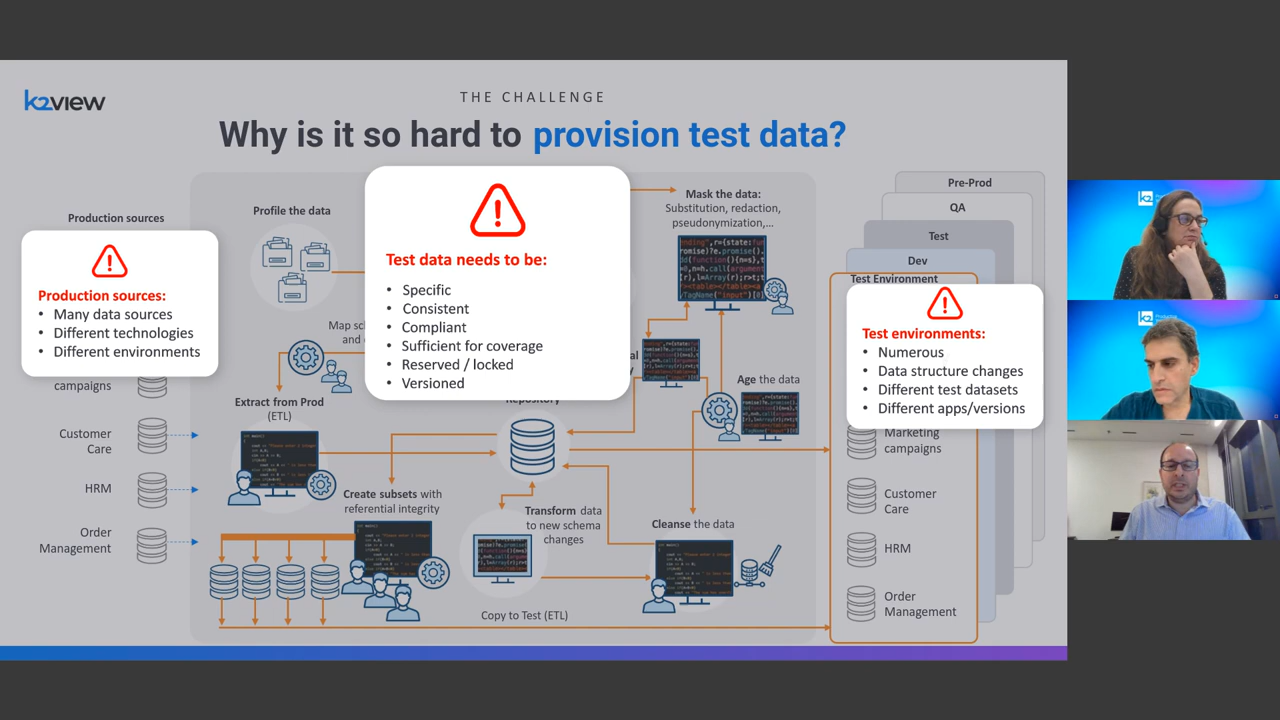 k2view
THE CHALLENGE
Why is it so hard to provision test data?
Production sources
Production sources:
• Many data sources
• Different technologies
• Different environments
campaigns
Customer
Care
HRM
Order
Management
Profile the data
Extract from Prod
(ETL)
Create subsets with
referential integrity
Test data needs to be:
• Specific
• Consistent
• Compliant
• Sufficient for coverage
• Reserved / locked
• Versioned
Repository
Transform data
to new schema
changes
Copy to Test (ETL)
Mask the data:
Substitution, redaction,
pseudonymization,...
Age the data
Cleanse the data
Pre-Prod
QA
Test
Dev
Test Environment
Test environments:
• Numerous
• Data structure changes
• Different test datasets
• Different apps/versions
Marketing
campaigns
Customer
Care
HRM
Order
Management